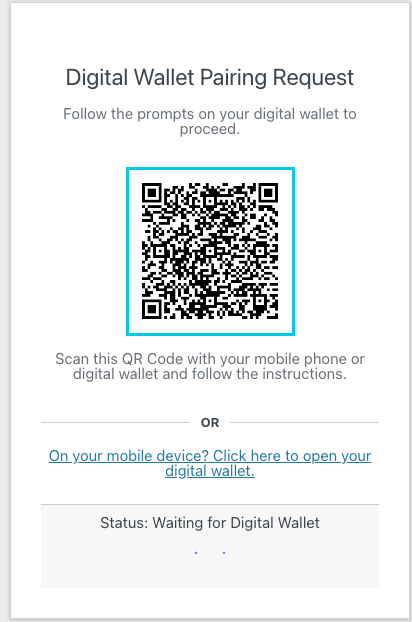 Digital Wallet Pairing Request
Follow the prompts on your digital wallet to
proceed.
Scan this QR Code with your mobile phone or
digital wallet and follow the instructions.
OR
On your mobile device? Click here to open your
digital wallet.
Status: Waiting for Digital Wallet